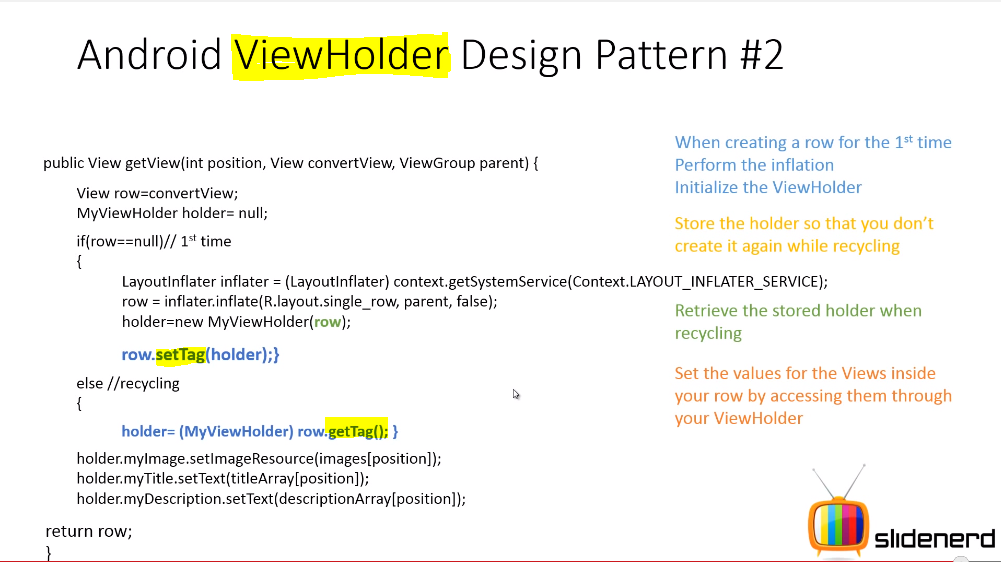 Android ViewHolder Design Pattern #2
public View getView(int position, View convertView, ViewGroup parent) {
View row=convertView;
MyViewHolder holder= null;
if(row==null)// 1st time
{
LayoutInflater inflater = (LayoutInflater) context.getSystemService(Context.LAYOUT_INFLATER_SERVICE);
row = inflater.inflate(R.layout.single_row, parent, false);
holder=new MyViewHolder(row);
row.setTag(holder);}
else //recycling
{
holder= (MyViewHolder) row.getTag(); }
holder.myImage.setImageResource(images[position]);
holder.myTitle.setText(titleArray[position]);
holder.myDescription.setText(descriptionArray[position]);
return row;
}
When creating a row for the 1st time
Perform the inflation
Initialize the ViewHolder
Store the holder so that you don't
create it again while recycling
Retrieve the stored holder when
recycling
Set the values for the Views inside
your row by accessing them through
your ViewHolder
slidenerd